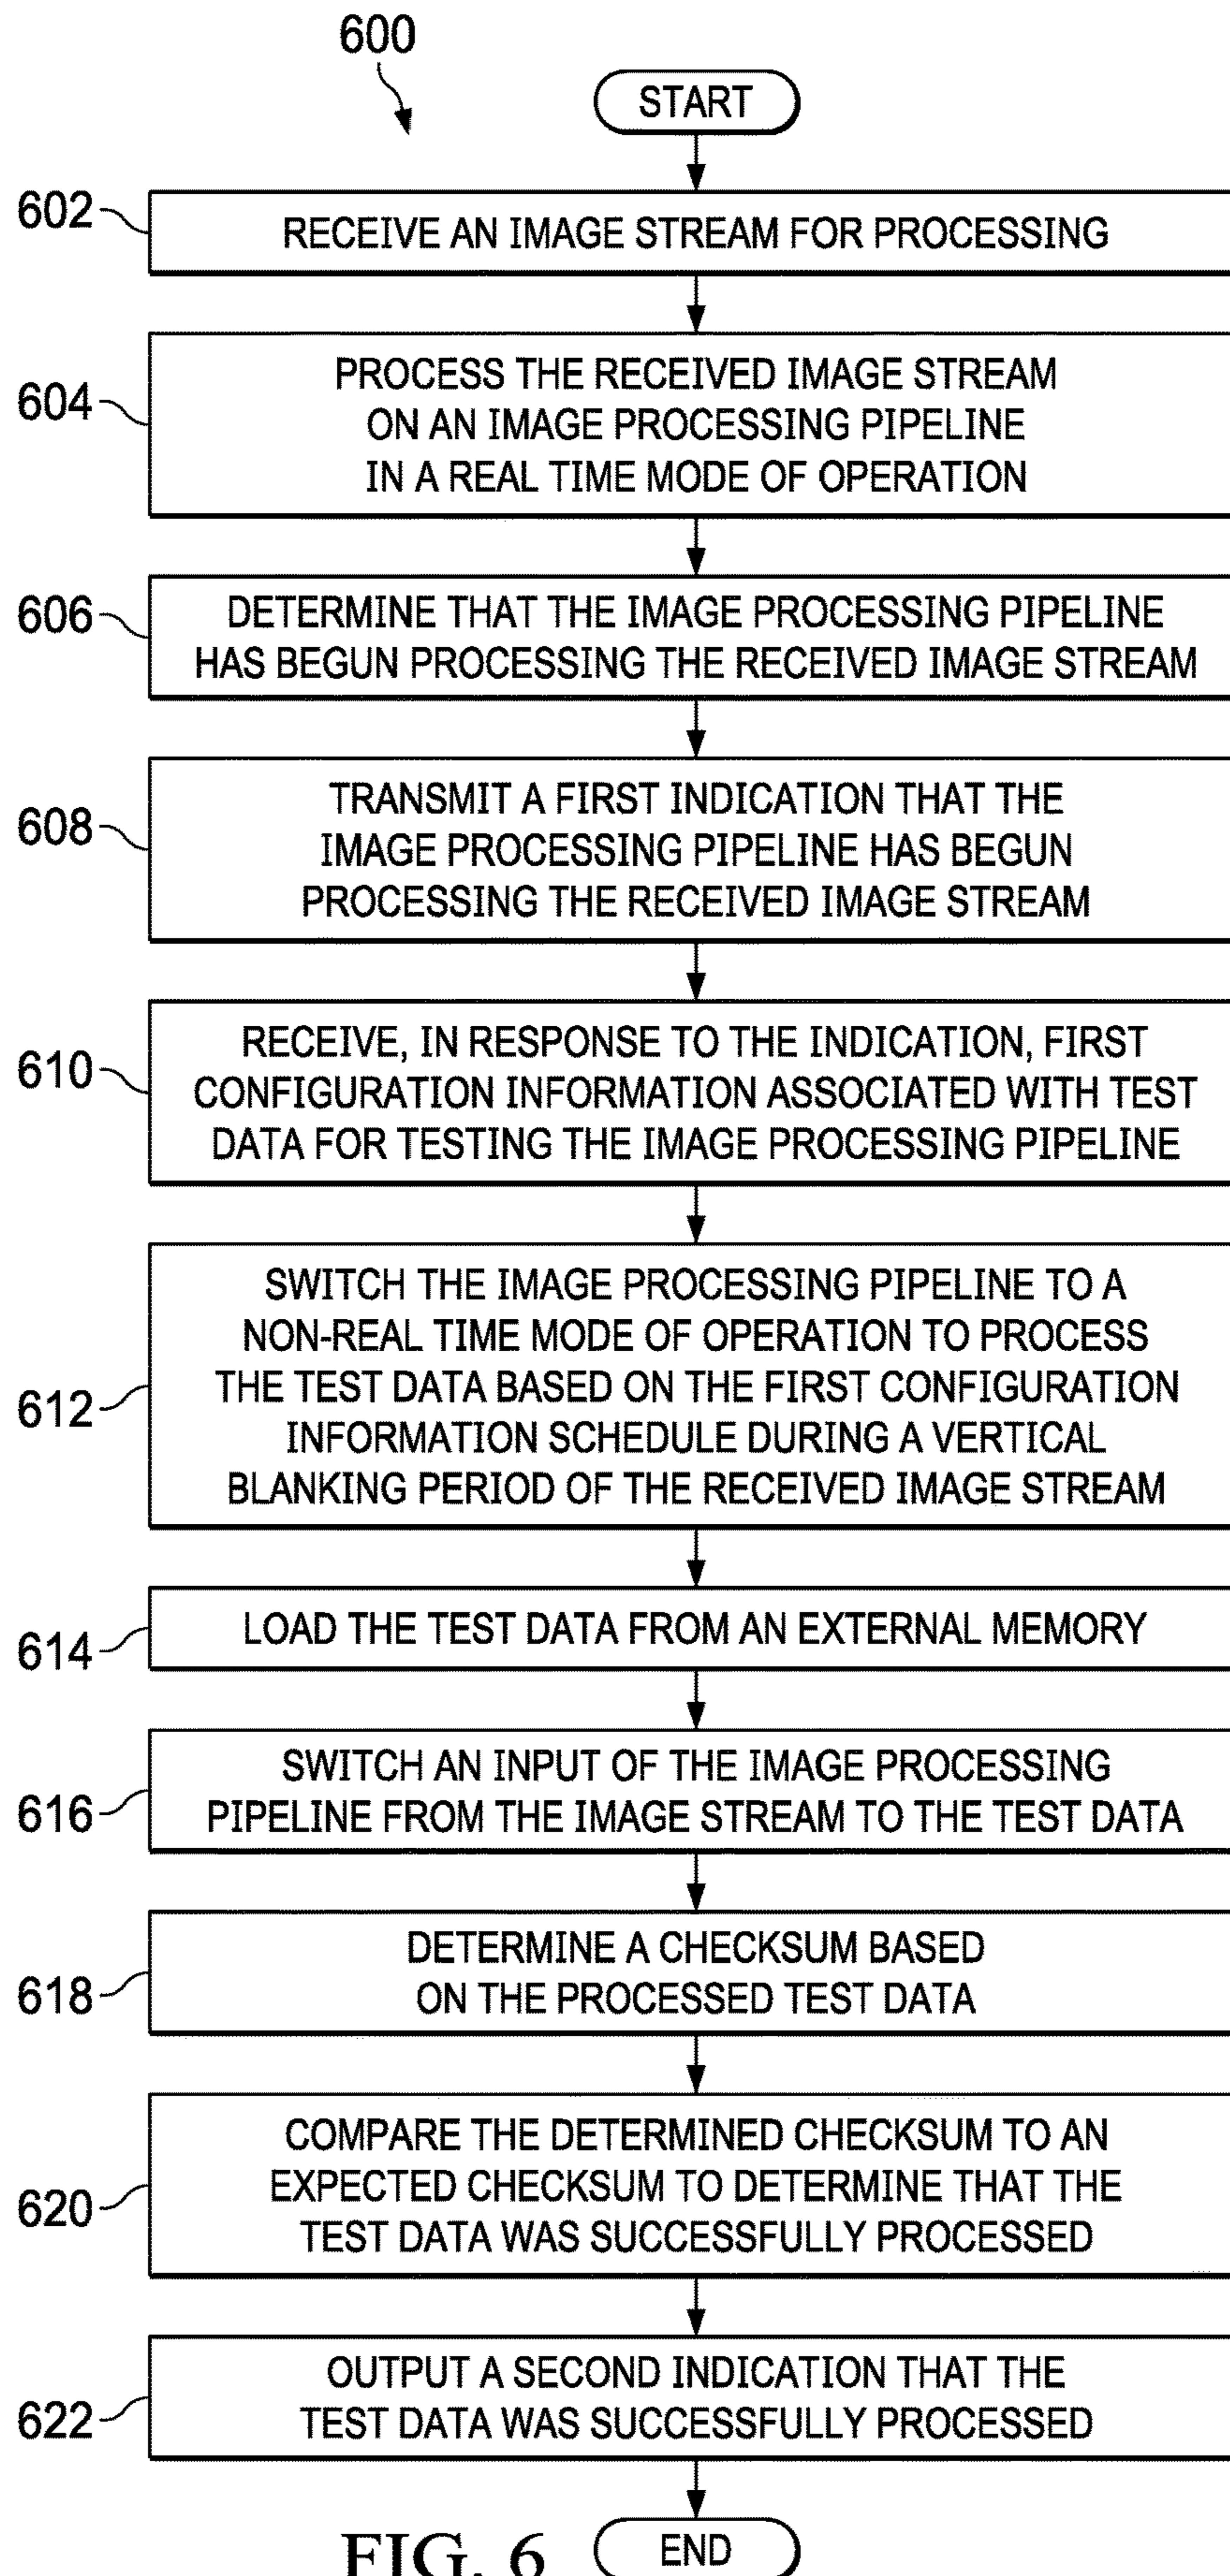 600
START
602
RECEIVE AN IMAGE STREAM FOR PROCESSING
604
PROCESS THE RECEIVED IMAGE STREAM
ON AN IMAGE PROCESSING PIPELINE
IN A REAL TIME MODE OF OPERATION
606
DETERMINE THAT THE IMAGE PROCESSING PIPELINE
HAS BEGUN PROCESSING THE RECEIVED IMAGE STREAM
608
TRANSMIT A FIRST INDICATION THAT THE
IMAGE PROCESSING PIPELINE HAS BEGUN
PROCESSING THE RECEIVED IMAGE STREAM
610
RECEIVE, IN RESPONSE TO THE INDICATION, FIRST
CONFIGURATION INFORMATION ASSOCIATED WITH TEST
DATA FOR TESTING THE IMAGE PROCESSING PIPELINE
612
SWITCH THE IMAGE PROCESSING PIPELINE TO A
NON-REAL TIME MODE OF OPERATION TO PROCESS
THE TEST DATA BASED ON THE FIRST CONFIGURATION
INFORMATION SCHEDULE DURING A VERTICAL
BLANKING PERIOD OF THE RECEIVED IMAGE STREAM
614
LOAD THE TEST DATA FROM AN EXTERNAL MEMORY
616
SWITCH AN INPUT OF THE IMAGE PROCESSING
PIPELINE FROM THE IMAGE STREAM TO THE TEST DATA
618
DETERMINE A CHECKSUM BASED
ON THE PROCESSED TEST DATA
620
COMPARE THE DETERMINED CHECKSUM TO AN
EXPECTED CHECKSUM TO DETERMINE THAT THE
TEST DATA WAS SUCCESSFULLY PROCESSED
622
OUTPUT A SECOND INDICATION THAT THE
TEST DATA WAS SUCCESSFULLY PROCESSED
FIG. 6
END